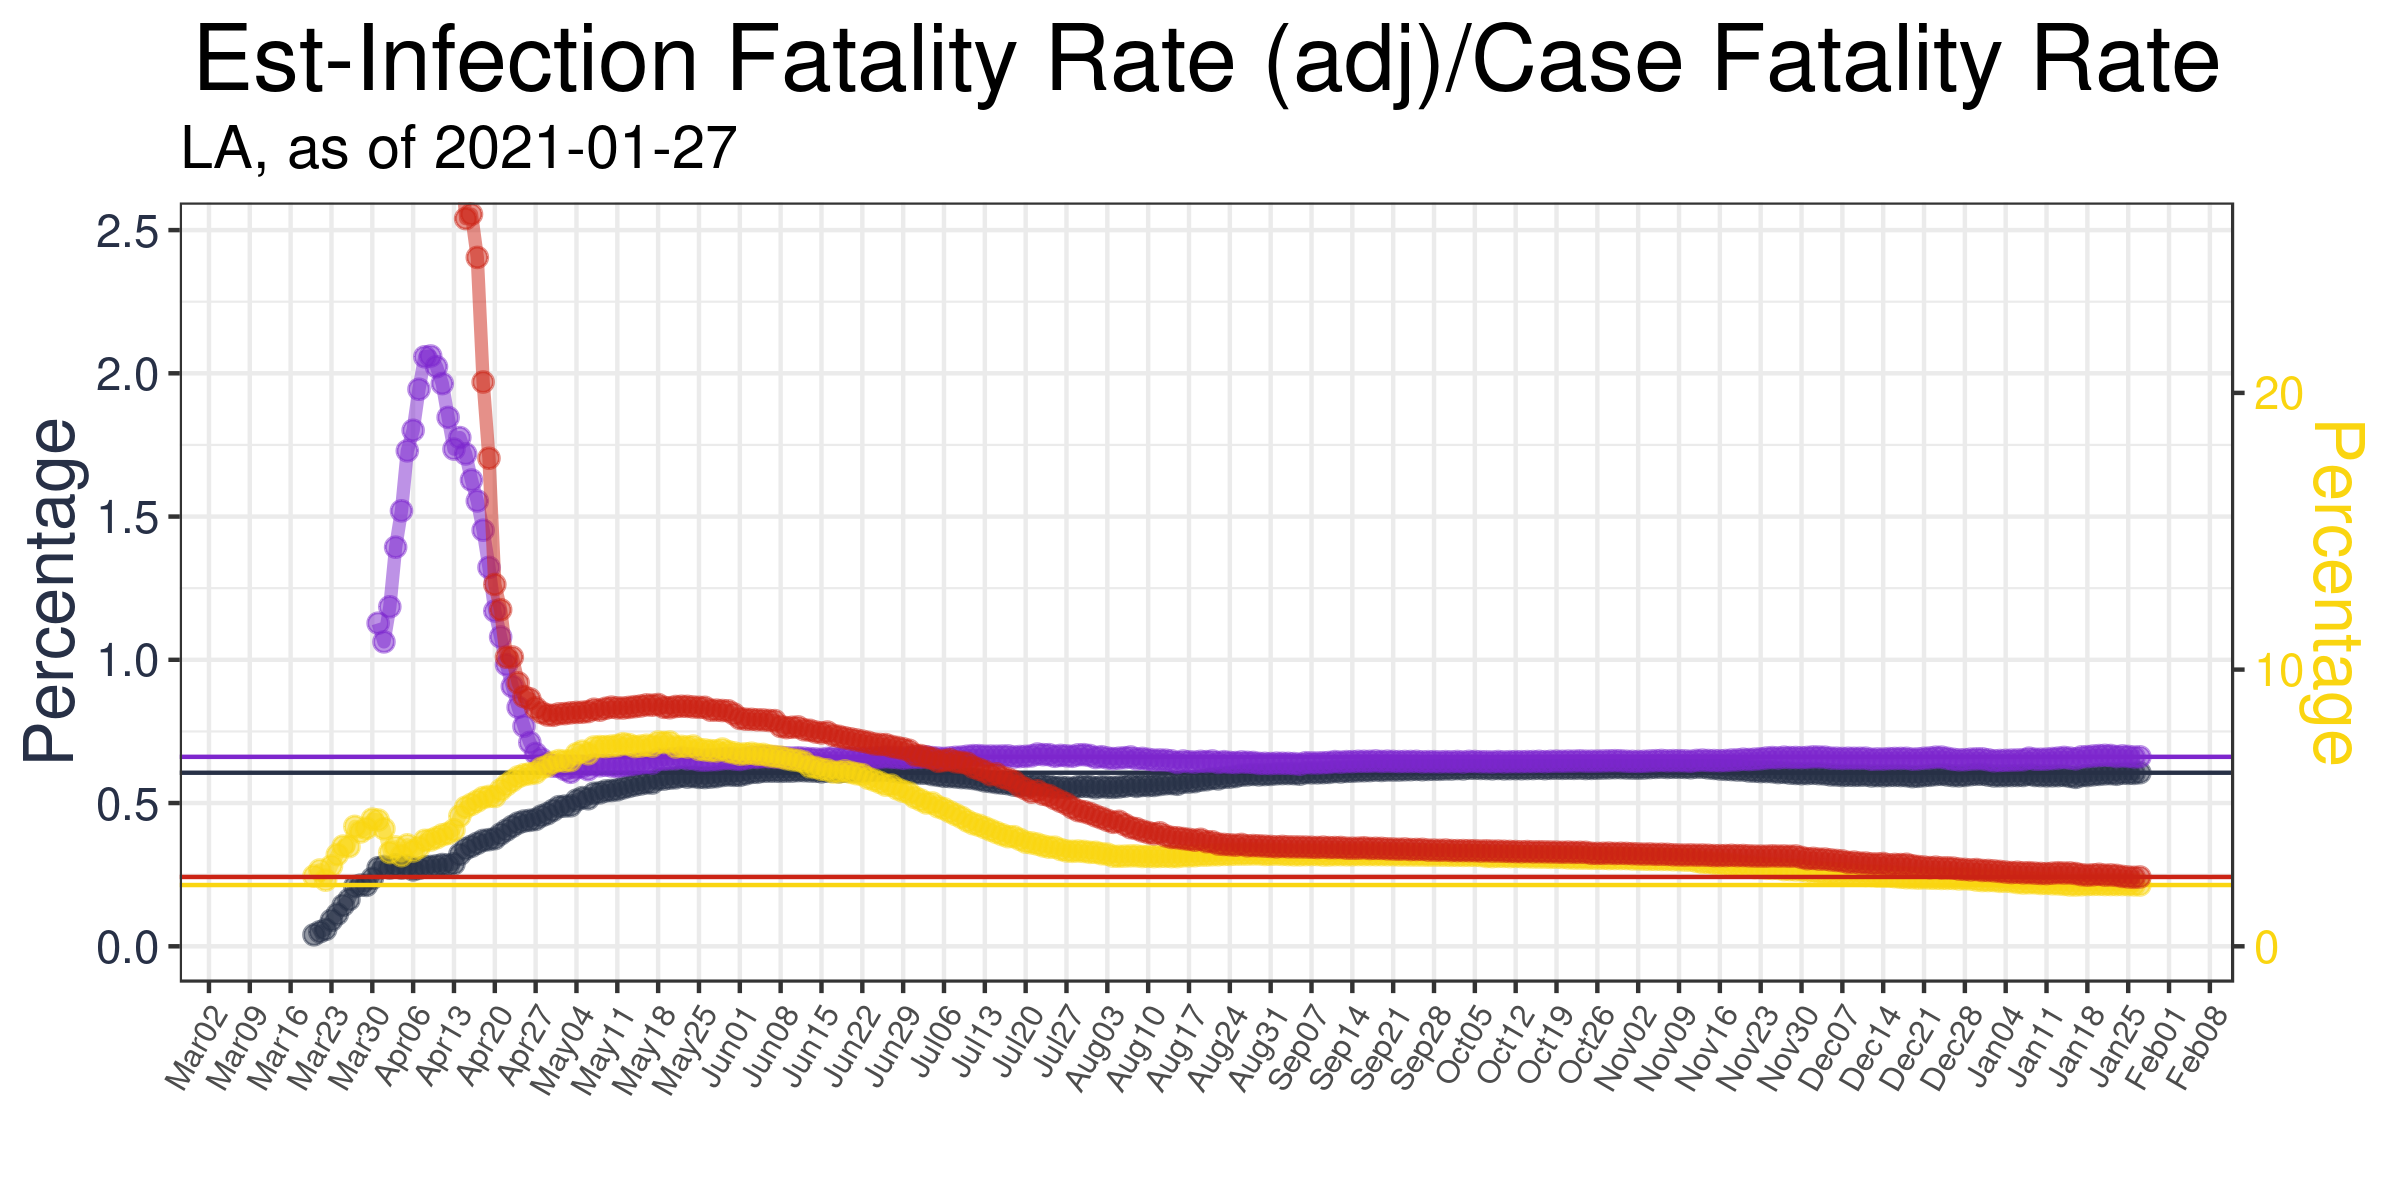 Est-Infection Fatality Rate (adj)/Case Fatality Rate
LA, as of 2021-01-27
Percentage
2.5
2.0
1.5
1.0
0.5
0.0
20
10
0
Percentage
Mar02
Mar09
Mar16
Mar23
Mar30
Apr06
Apr13
Apr20
Apr27
May04
May11
May18
May25
Jun01
Jun08
Jun15
Jun22
Jun29
Jul06
Jul13
Jul20
Jul27
Aug03
Aug10
Aug17
Aug24
Aug31
Sep07
Sep14
Sep21
Sep28
Oct05
Oct12
Oct19
Oct26
Nov02
Nov09
Nov16
Nov23
Nov30
Dec07
Dec14
Dec21
Dec28
Jan04
Jan11
Jan18
Jan25
Feb01
Feb08